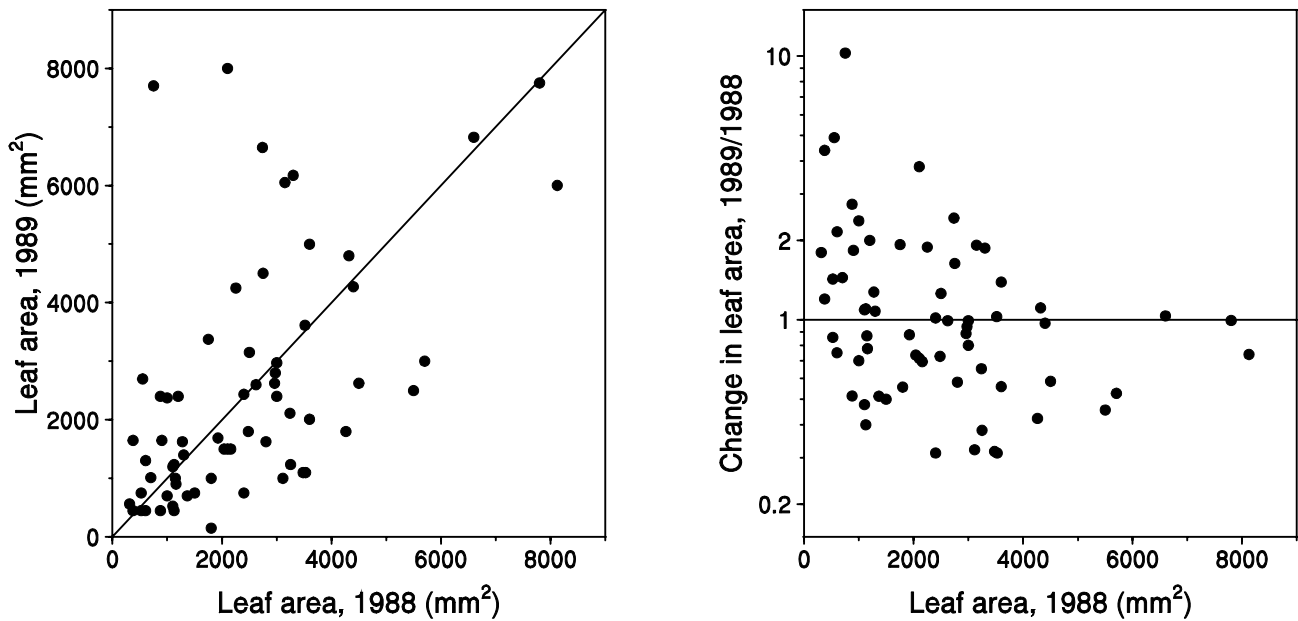 Leaf area, 1989 (mm²)
8000
6000
4000
2000
0
0 2000 4000 6000 8000
Leaf area, 1988 (mm²)
Change in leaf area, 1989/1988
10
2
1
0.2
0 2000 4000 6000 8000
Leaf area, 1988 (mm²)